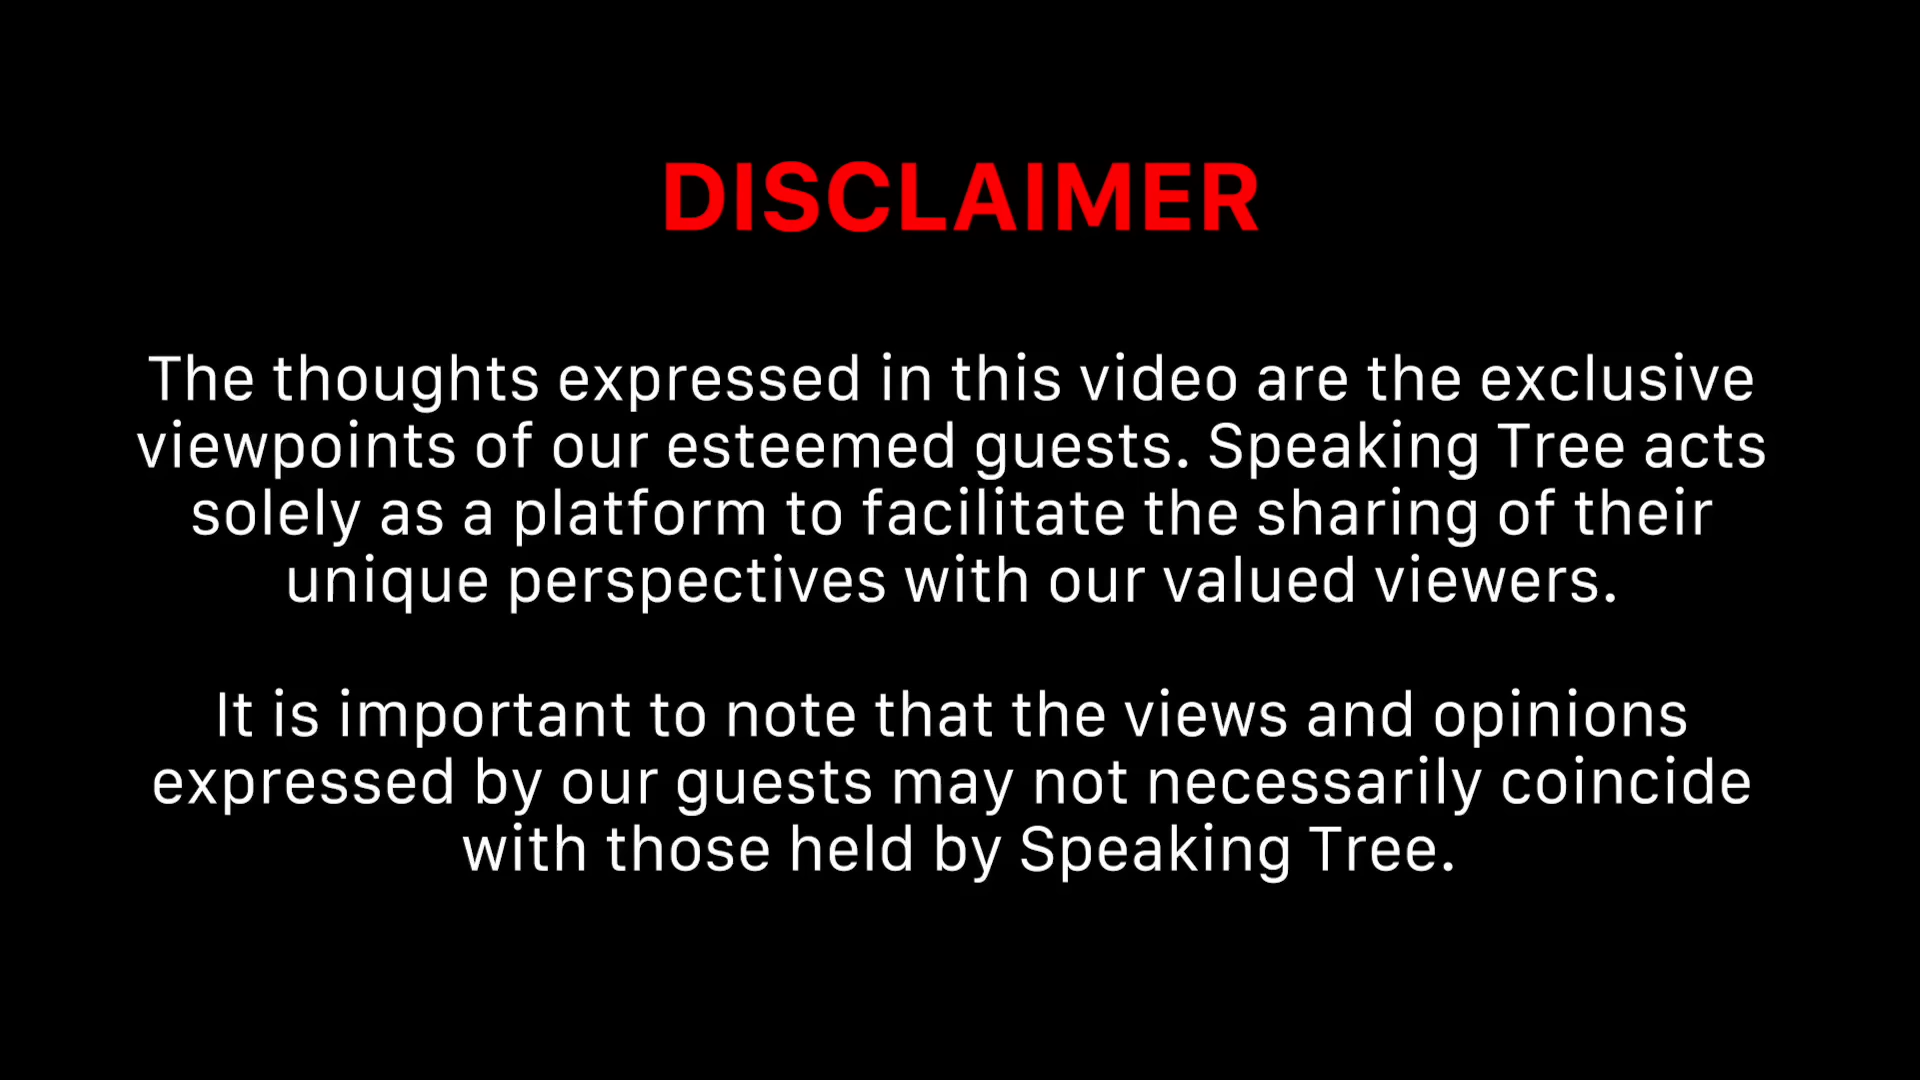 DISCLAIMER
The thoughts expressed in this video are the exclusive
viewpoints of our esteemed guests. Speaking Tree acts
solely as a platform to facilitate the sharing of their
unique perspectives with our valued viewers.
It is important to note that the views and opinions
expressed by our guests may not necessarily coincide
with those held by Speaking Tree.